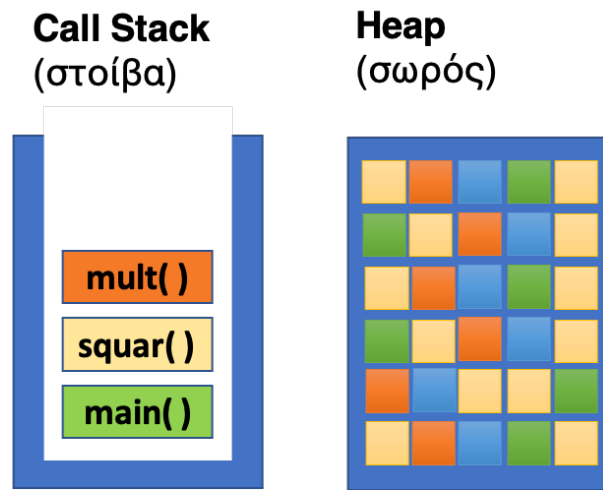 Call Stack
(στοίβα)
Heap
(σωρός)
mult( )
squar( )
main( )